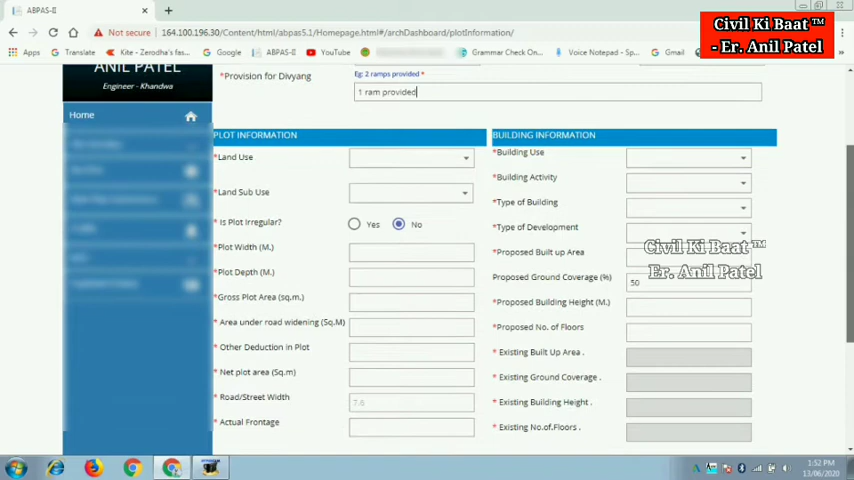 ABPAS-II
Civil Ki Baat ™
- Er. Anil Patel
Not secure
164.100.196.30/Content/html/abpas5.1/Homepage.html#/archDashboard/plotInformation/
Apps
Translate
Kite - Zerodha's fas...
Google
ABPAS-II
YouTube
Grammar Check On...
Voice Notepad - Sp...
Gmail
ANIL PATEL
Engineer - Khandwa
Home
*Provision for Divyang
Eg: 2 ramps provided *
1 ram provided
PLOT INFORMATION
*Land Use
*Land Sub Use
* Is Plot Irregular?
Yes
No
*Plot Width (M.)
*Plot Depth (M.)
*Gross Plot Area (sq.m.)
* Area under road widening (Sq.M)
* Other Deduction in Plot
* Net plot area (Sq.m)
* Road/Street Width
7.6
* Actual Frontage
BUILDING INFORMATION
*Building Use
*Building Activity
*Type of Building
*Type of Development
*Proposed Built up Area
Proposed Ground Coverage (%)
50
*Proposed Building Height (M.)
*Proposed No. of Floors
* Existing Built Up Area .
* Existing Ground Coverage .
* Existing Building Height .
* Existing No.of.Floors .
Civil Ki Baat ™
Er. Anil Patel
1:52 PM
13/06/2020